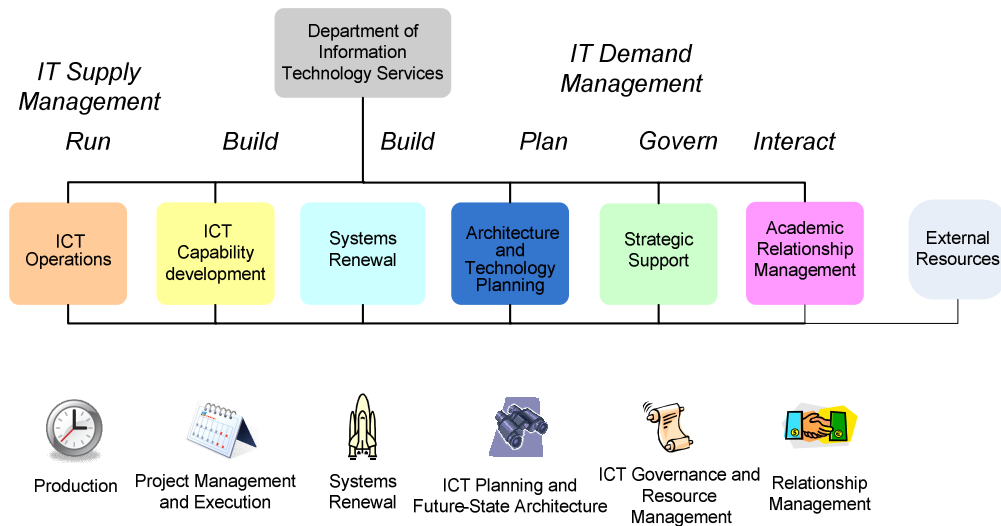 Department of
Information
Technology Services
IT Supply
Management
IT Demand
Management
Run
Build
Build
Plan
Govern
Interact
ICT
Operations
ICT
Capability
development
Systems
Renewal
Architecture
and
Technology
Planning
Strategic
Support
Academic
Relationship
Management
External
Resources
Production
Project Management
and Execution
Systems
Renewal
ICT Planning and
Future-State Architecture
ICT Governance and
Resource
Management
Relationship
Management